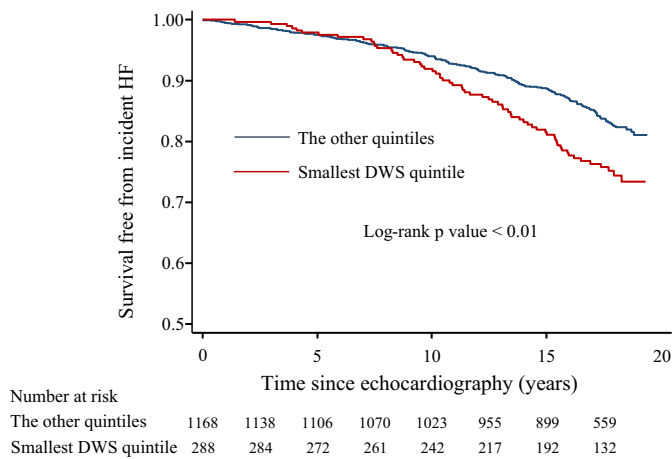 Survival free from incident HF
1.00
0.9
0.8
0.7
0.6
0.5
The other quintiles
Smallest DWS quintile
Log-rank p value < 0.01
0 5 10 15 20
Time since echocardiography (years)
Number at risk
The other quintiles 1168 1138 1106 1070 1023 955 899 559
Smallest DWS quintile 288 284 272 261 242 217 192 132